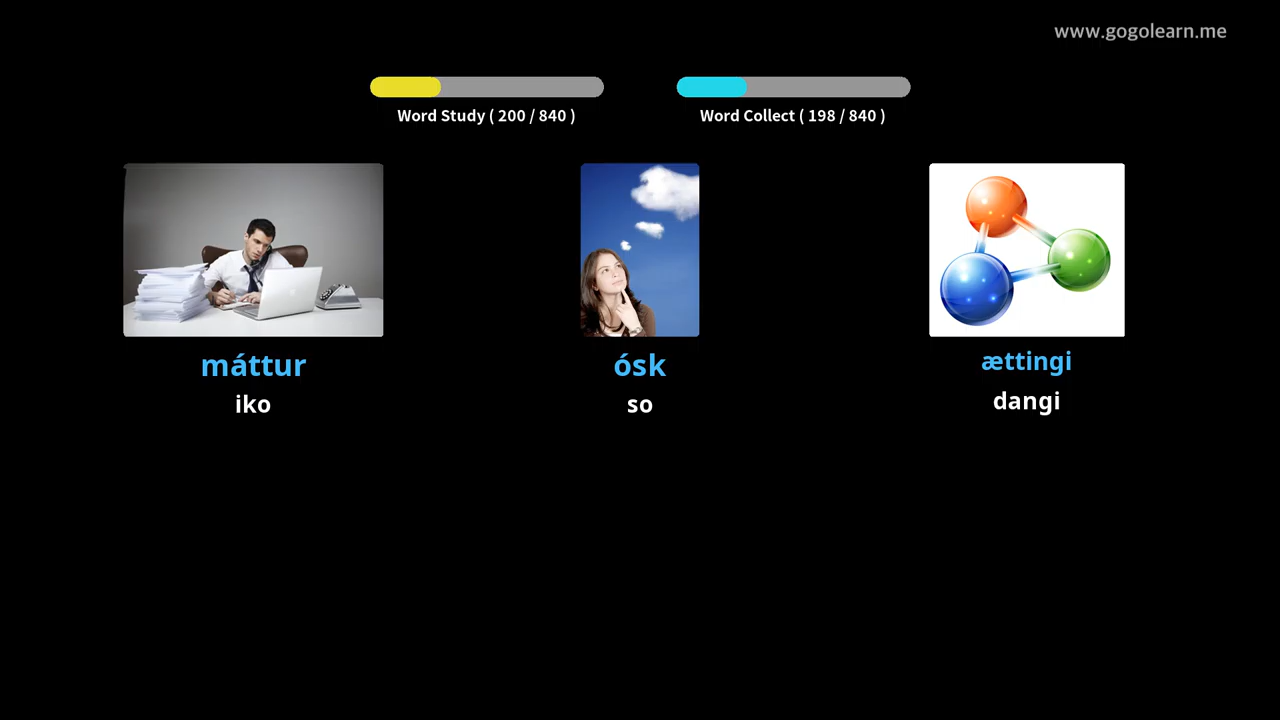 www.gogolearn.me
Word Study ( 200 / 840 )
Word Collect ( 198 / 840 )
máttur
iko
ósk
so
ættingi
dangi